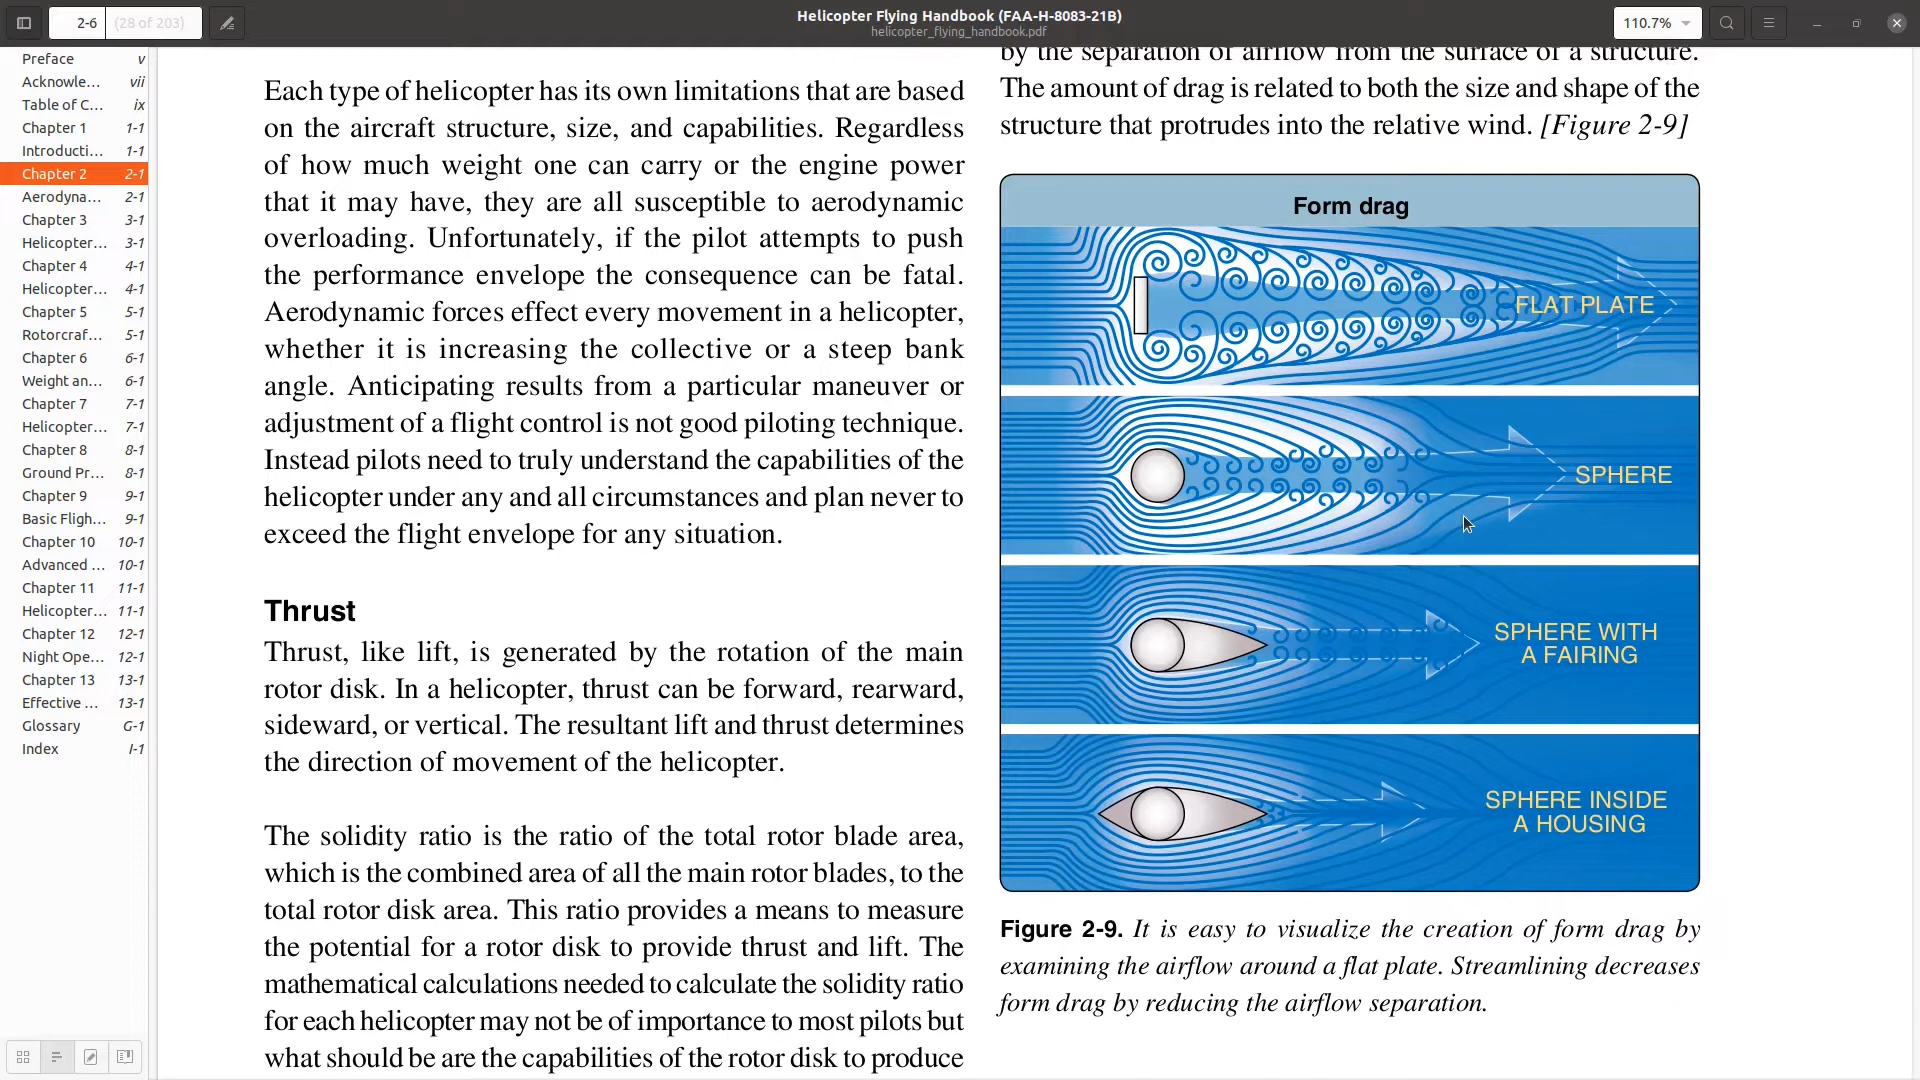 2-6 (28 of 203)
Helicopter Flying Handbook (FAA-H-8083-21B)
helicopter_flying_handbook.pdf
110.7%
Preface v
Acknowle... vii
Table of C... ix
Chapter 1 1-1
Introducti... 1-1
Chapter 2 2-1
Aerodyna... 2-1
Chapter 3 3-1
Helicopter... 3-1
Chapter 4 4-1
Helicopter... 4-1
Chapter 5 5-1
Rotorcraf... 5-1
Chapter 6 6-1
Weight an... 6-1
Chapter 7 7-1
Helicopter... 7-1
Chapter 8 8-1
Ground Pr... 8-1
Chapter 9 9-1
Basic Fligh... 9-1
Chapter 10 10-1
Advanced ... 10-1
Chapter 11 11-1
Helicopter... 11-1
Chapter 12 12-1
Night Ope... 12-1
Chapter 13 13-1
Effective ... 13-1
Glossary G-1
Index I-1
Each type of helicopter has its own limitations that are based
on the aircraft structure, size, and capabilities. Regardless
of how much weight one can carry or the engine power
that it may have, they are all susceptible to aerodynamic
overloading. Unfortunately, if the pilot attempts to push
the performance envelope the consequence can be fatal.
Aerodynamic forces effect every movement in a helicopter,
whether it is increasing the collective or a steep bank
angle. Anticipating results from a particular maneuver or
adjustment of a flight control is not good piloting technique.
Instead pilots need to truly understand the capabilities of the
helicopter under any and all circumstances and plan never to
exceed the flight envelope for any situation.
Thrust
Thrust, like lift, is generated by the rotation of the main
rotor disk. In a helicopter, thrust can be forward, rearward,
sideward, or vertical. The resultant lift and thrust determines
the direction of movement of the helicopter.
The solidity ratio is the ratio of the total rotor blade area,
which is the combined area of all the main rotor blades, to the
total rotor disk area. This ratio provides a means to measure
the potential for a rotor disk to provide thrust and lift. The
mathematical calculations needed to calculate the solidity ratio
for each helicopter may not be of importance to most pilots but
what should be are the capabilities of the rotor disk to produce
by the separation of airflow from the surface of a structure.
The amount of drag is related to both the size and shape of the
structure that protrudes into the relative wind. [Figure 2-9]
Form drag
FLAT PLATE
SPHERE
SPHERE WITH
A FAIRING
SPHERE INSIDE
A HOUSING
Figure 2-9. It is easy to visualize the creation of form drag by
examining the airflow around a flat plate. Streamlining decreases
form drag by reducing the airflow separation.